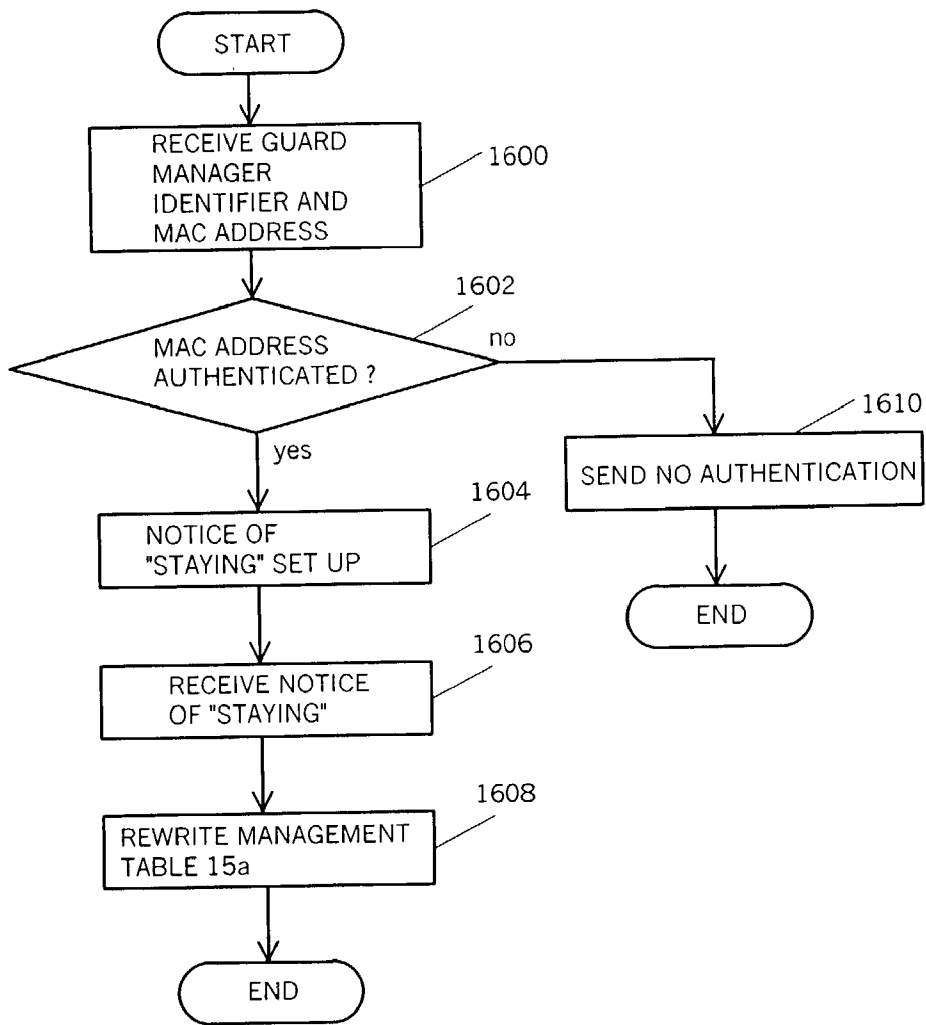 START
RECEIVE GUARD
MANAGER
IDENTIFIER AND
MAC ADDRESS
1600
1602
MAC ADDRESS
AUTHENTICATED ?
no
yes
1610
SEND NO AUTHENTICATION
END
1604
NOTICE OF
"STAYING" SET UP
1606
RECEIVE NOTICE
OF "STAYING"
1608
REWRITE MANAGEMENT
TABLE 15a
END